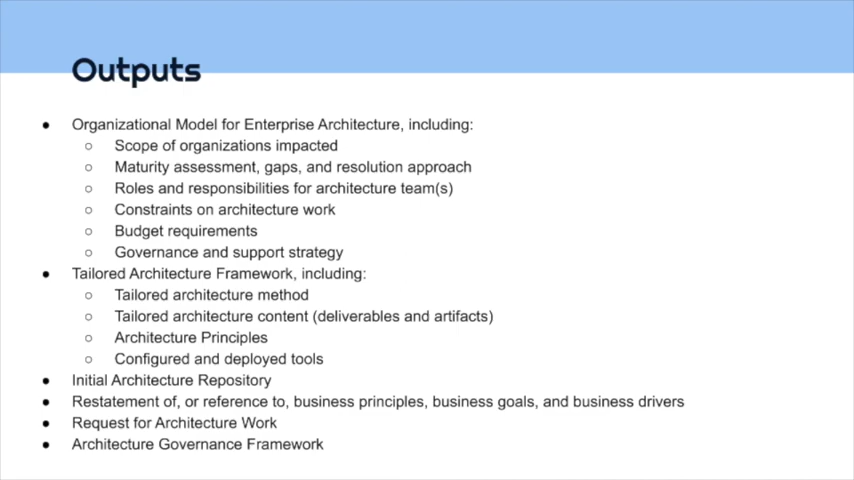 Outputs
● Organizational Model for Enterprise Architecture, including:
○ Scope of organizations impacted
○ Maturity assessment, gaps, and resolution approach
○ Roles and responsibilities for architecture team(s)
○ Constraints on architecture work
○ Budget requirements
○ Governance and support strategy
● Tailored Architecture Framework, including:
○ Tailored architecture method
○ Tailored architecture content (deliverables and artifacts)
○ Architecture Principles
○ Configured and deployed tools
● Initial Architecture Repository
● Restatement of, or reference to, business principles, business goals, and business drivers
● Request for Architecture Work
● Architecture Governance Framework